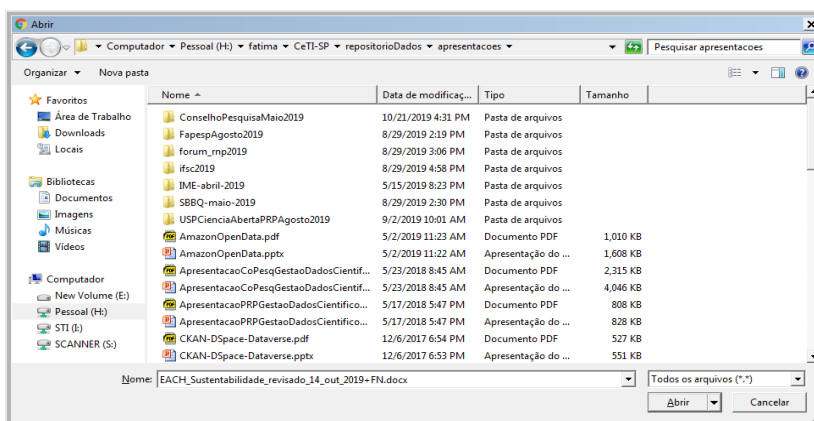 Abrir
Computador Pessoal (H:) fatima CeTI-SP repositorioDados apresentacoes Pesquisar apresentacoes
Organizar Nova pasta
Favoritos
Área de Trabalho
Downloads
Locais
Bibliotecas
Documentos
Imagens
Músicas
Vídeos
Computador
New Volume (E:)
Pessoal (H:)
STI (I:)
SCANNER (S:)
Nome Data de modificaç... Tipo Tamanho
ConselhoPesquisaMaio2019 10/21/2019 4:31 PM Pasta de arquivos
FapespAgosto2019 8/29/2019 2:19 PM Pasta de arquivos
forum_rnp2019 8/29/2019 3:06 PM Pasta de arquivos
ifsc2019 8/29/2019 4:58 PM Pasta de arquivos
IME-abril-2019 5/15/2019 8:23 PM Pasta de arquivos
SBBQ-maio-2019 8/29/2019 2:30 PM Pasta de arquivos
USPCienciaAbertaPRPAgosto2019 9/2/2019 10:01 AM Pasta de arquivos
AmazonOpenData.pdf 5/2/2019 11:23 AM Documento PDF 1,010 KB
AmazonOpenData.pptx 5/2/2019 11:22 AM Apresentação do ... 1,608 KB
ApresentacaoCoPesqGestaoDadosCientif... 5/23/2018 8:45 AM Documento PDF 2,315 KB
ApresentacaoCoPesqGestaoDadosCientif... 5/23/2018 8:45 AM Apresentação do ... 4,046 KB
ApresentacaoPRPGestaoDadosCientifico... 5/17/2018 5:47 PM Documento PDF 808 KB
ApresentacaoPRPGestaoDadosCientifico... 5/17/2018 5:47 PM Apresentação do ... 828 KB
CKAN-DSpace-Dataverse.pdf 12/6/2017 6:54 PM Documento PDF 527 KB
CKAN-DSpace-Dataverse.pptx 12/6/2017 6:53 PM Apresentação do ... 551 KB
Nome: EACH_Sustentabilidade_revisado_14_out_2019+FN.docx Todos os arquivos (*.*)
Abrir Cancelar